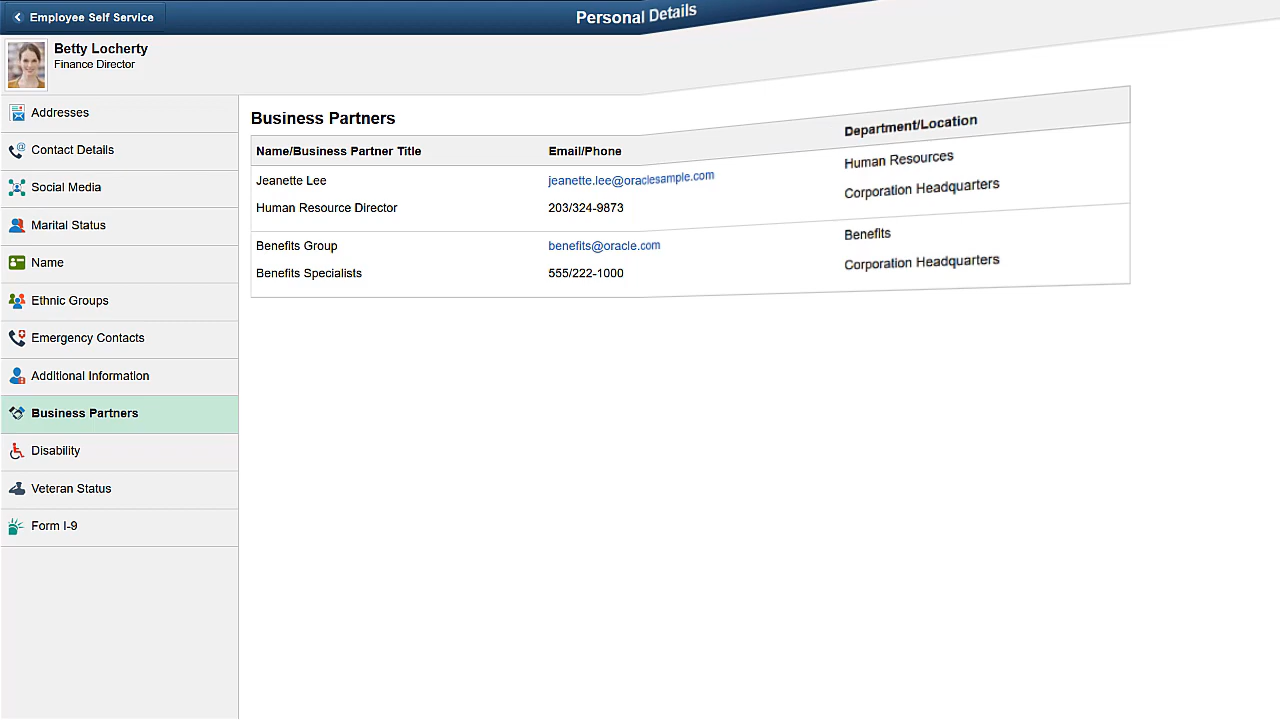 Employee Self Service
Personal Details
Betty Locherty
Finance Director
Addresses
Contact Details
Social Media
Marital Status
Name
Ethnic Groups
Emergency Contacts
Additional Information
Business Partners
Disability
Veteran Status
Form I-9
Business Partners
Name/Business Partner Title Email/Phone Department/Location
Jeanette Lee jeanette.lee@oraclesample.com Human Resources
Human Resource Director 203/324-9873 Corporation Headquarters
Benefits Group benefits@oracle.com Benefits
Benefits Specialists 555/222-1000 Corporation Headquarters